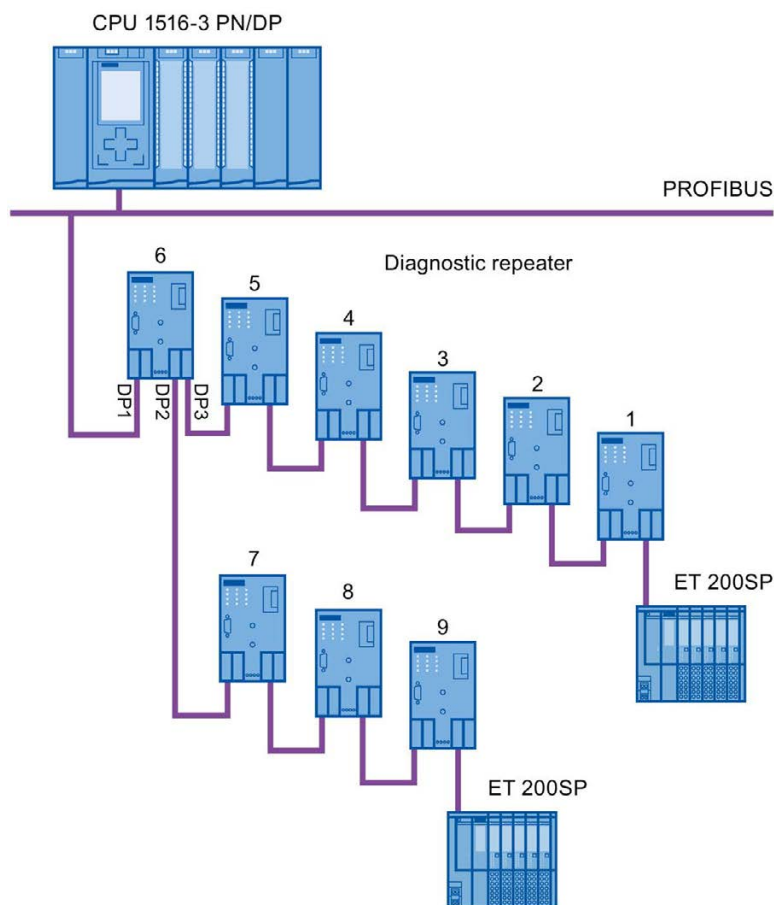 CPU 1516-3 PN/DP
PROFIBUS
Diagnostic repeater
6
5
4
3
2
1
DP1
DP2
DP3
7
8
9
ET 200SP
ET 200SP